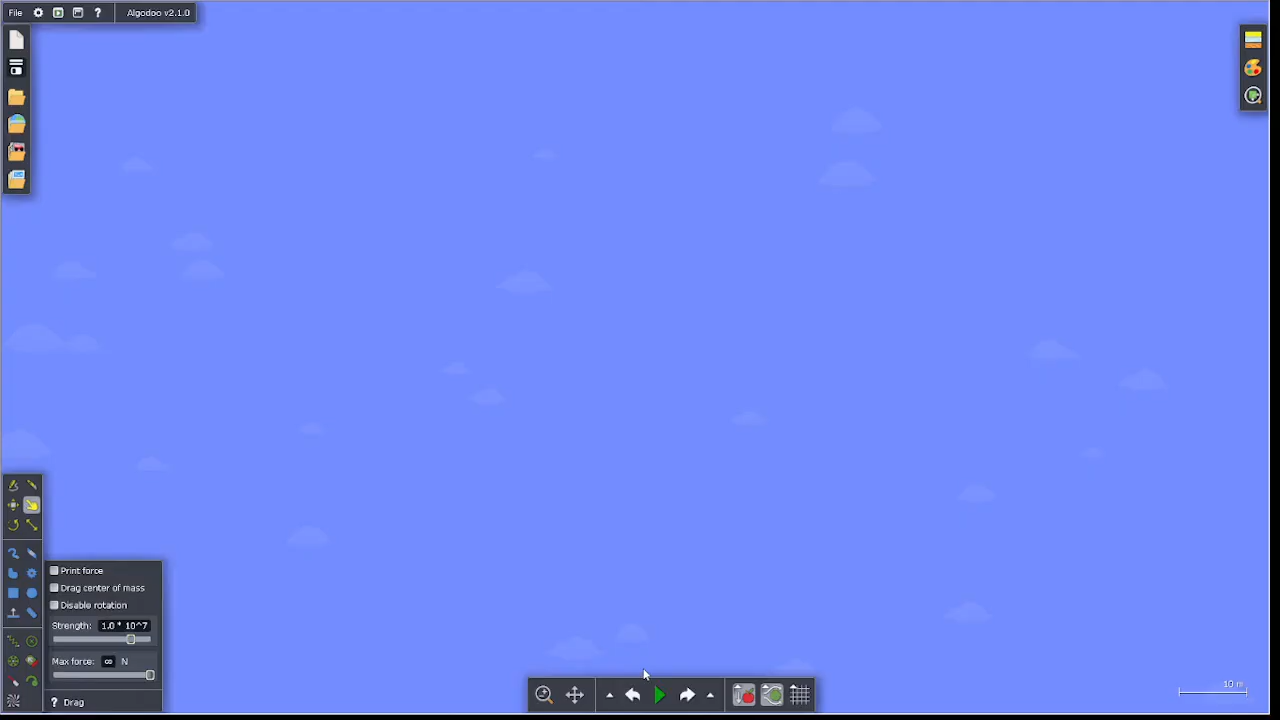 File ? Algodoo v2.1.0
Print force
Drag center of mass
Disable rotation
Strength: 1.0 * 10^7
Max force: ∞ N
? Drag
10 m